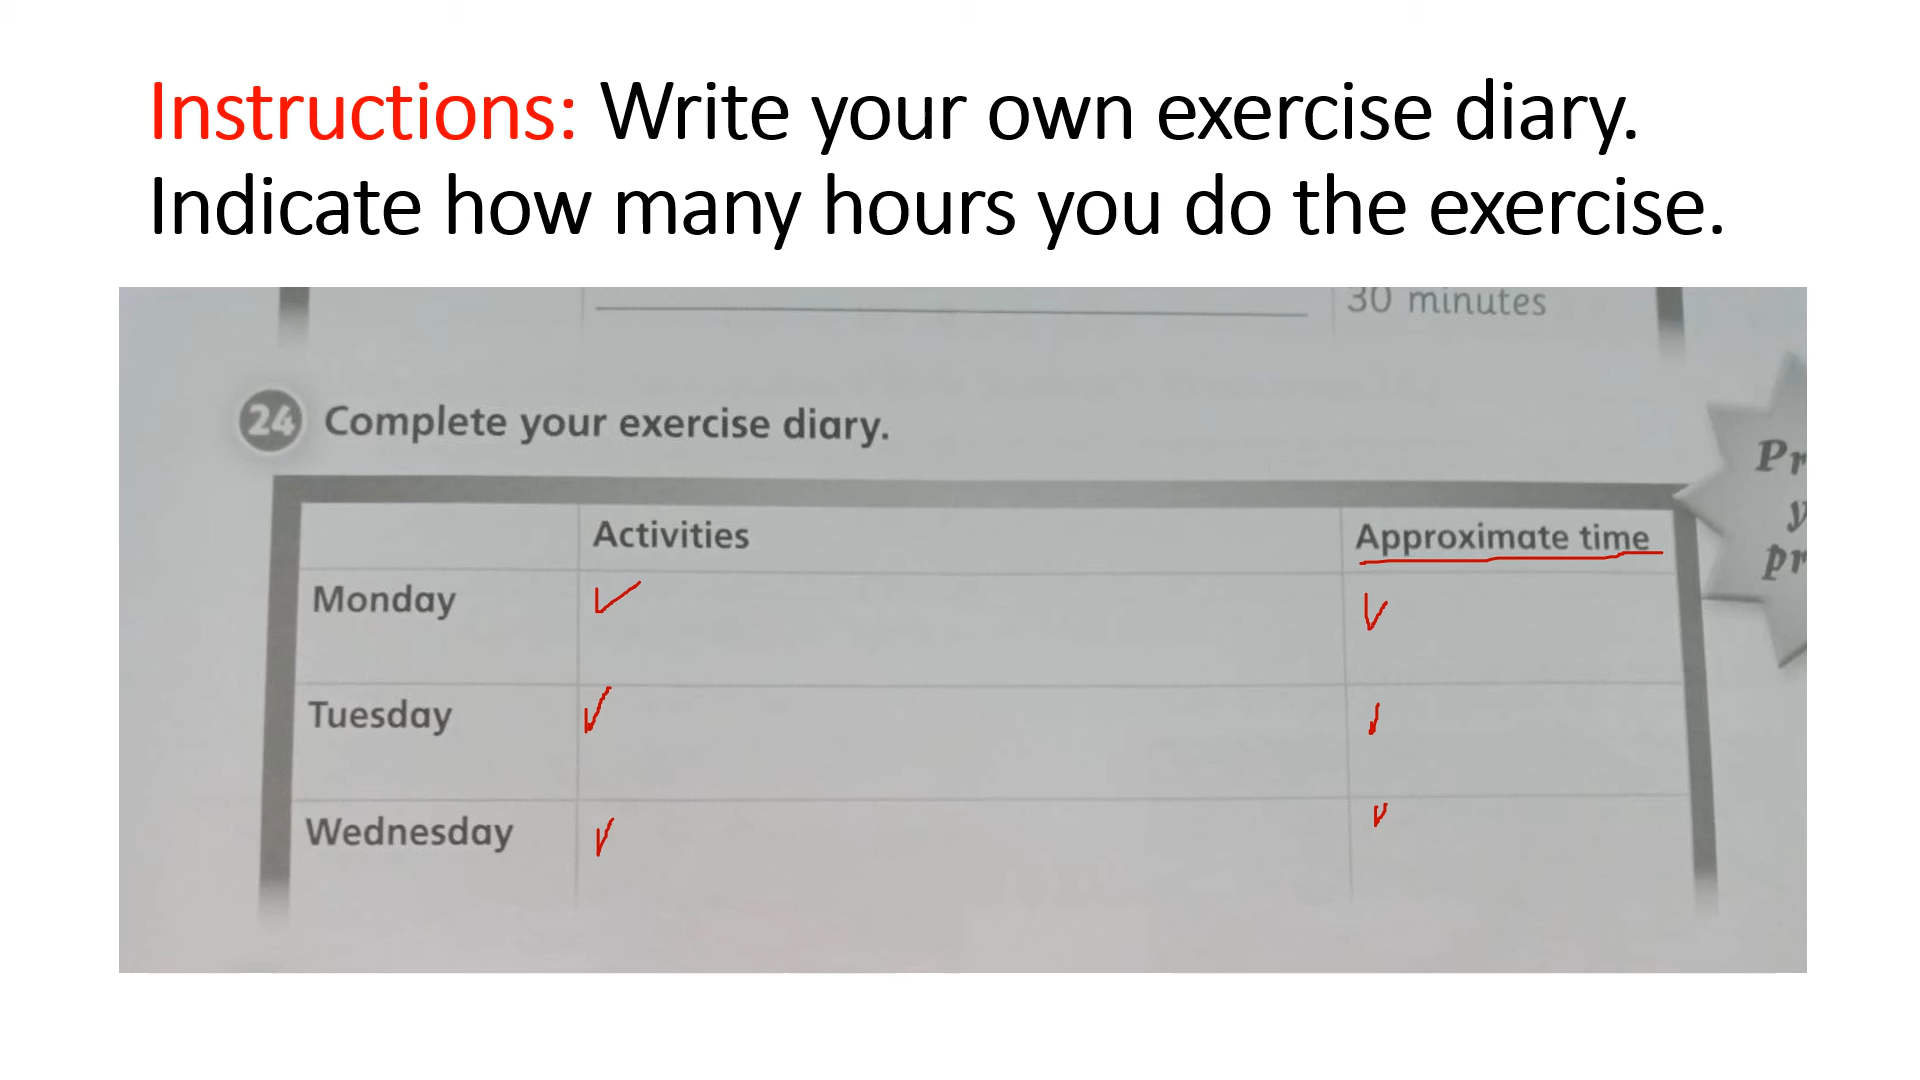 Instructions: Write your own exercise diary.
Indicate how many hours you do the exercise.
30 minutes
24 Complete your exercise diary.
Activities Approximate time
Monday
Tuesday
Wednesday